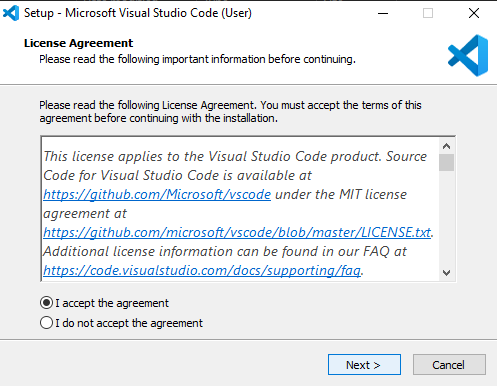 Setup - Microsoft Visual Studio Code (User)
License Agreement
Please read the following important information before continuing.
Please read the following License Agreement. You must accept the terms of this
agreement before continuing with the installation.
This license applies to the Visual Studio Code product. Source
Code for Visual Studio Code is available at
https://github.com/Microsoft/vscode under the MIT license
agreement at
https://github.com/microsoft/vscode/blob/master/LICENSE.txt.
Additional license information can be found in our FAQ at
https://code.visualstudio.com/docs/supporting/faq.
I accept the agreement
I do not accept the agreement
Next >
Cancel